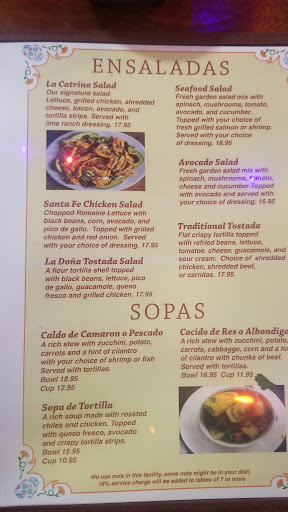 ENSALADAS
La Catrina Salad
Our signature salad.
Lettuce, grilled chicken, shredded
cheese, bacon, avocado, and
tortilla strips. Served with
lime ranch dressing. 17.95
Santa Fe Chicken Salad
Chopped Romaine Lettuce with
black beans, corn, avocado, and
pico de gallo. Topped with grilled
chicken and red onion. Served
with your choice of dressing. 17.95
La Doña Tostada Salad
A flour tortilla shell topped
with black beans, lettuce, pico
de gallo, guacamole, queso
fresco and grilled chicken. 17.95
Seafood Salad
Fresh garden salad mix with
spinach, mushrooms, tomato,
avocado, and cucumber.
Topped with your choice of
fresh grilled salmon or shrimp.
Served with your choice
of dressing. 18.95
Avocado Salad
Fresh garden salad mix with
spinach, mushrooms, tomato,
cheese and cucumber. Topped
with avocado and served with
your choice of dressing. 16.95
Traditional Tostada
Flat crispy tortilla topped
with refried beans, lettuce,
tomatoe, cheese, guacamole, and
sour cream. Choice of shredded
chicken, shredded beef,
or carnitas. 17.95
SOPAS
Caldo de Camaron o Pescado
A rich stew with zucchini, potato,
carrots and a hint of cilantro
with your choice of shrimp or fish
Served with tortillas.
Bowl 18.95
Cup 12.95
Sopa de Tortilla
A rich soup made with roasted
chiles and chicken. Topped
with queso fresco, avocado
and crispy tortilla strips.
Bowl 15.95
Cup 10.95
Cocido de Res o Albondiga
A rich stew with zucchini, potato,
carrots, cabbagge, corn and a hin
of cilantro with chunks of beef.
Served with tortillas.
Bowl 16.95 Cup 11.95
We use nuts in this facility, some nuts might be in your dish.
18% service charge will be added to tables of 7 or more